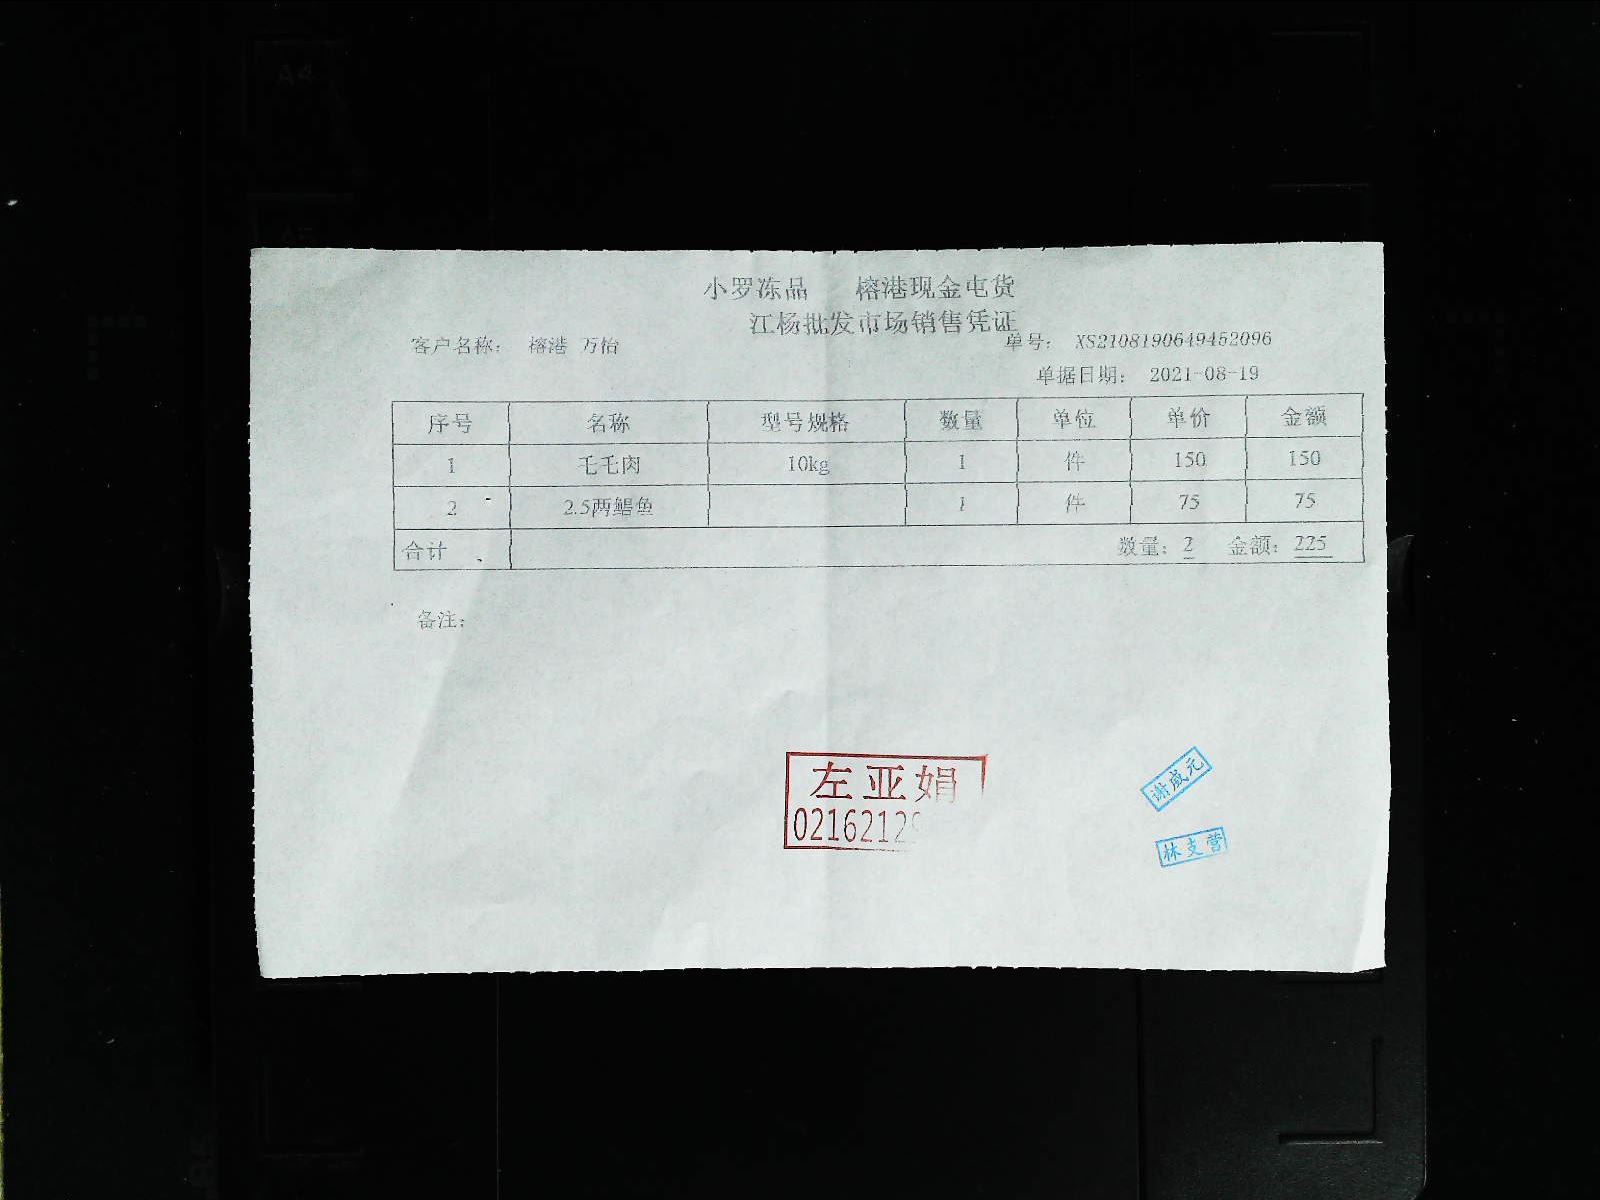 小罗冻品 榕港现金屯货
江杨批发市场销售凭证
客户名称： 榕港 万怡 单号： XS2108190649452096
单据日期： 2021-08-19
序号 名称 型号规格 数量 单位 单价 金额
1 毛毛肉 10kg 1 件 150 150
2 2.5两鲳鱼 1 件 75 75
合计 数量：2 金额：225
备注：
左亚娟
02162129
谢威元
林支营
A4